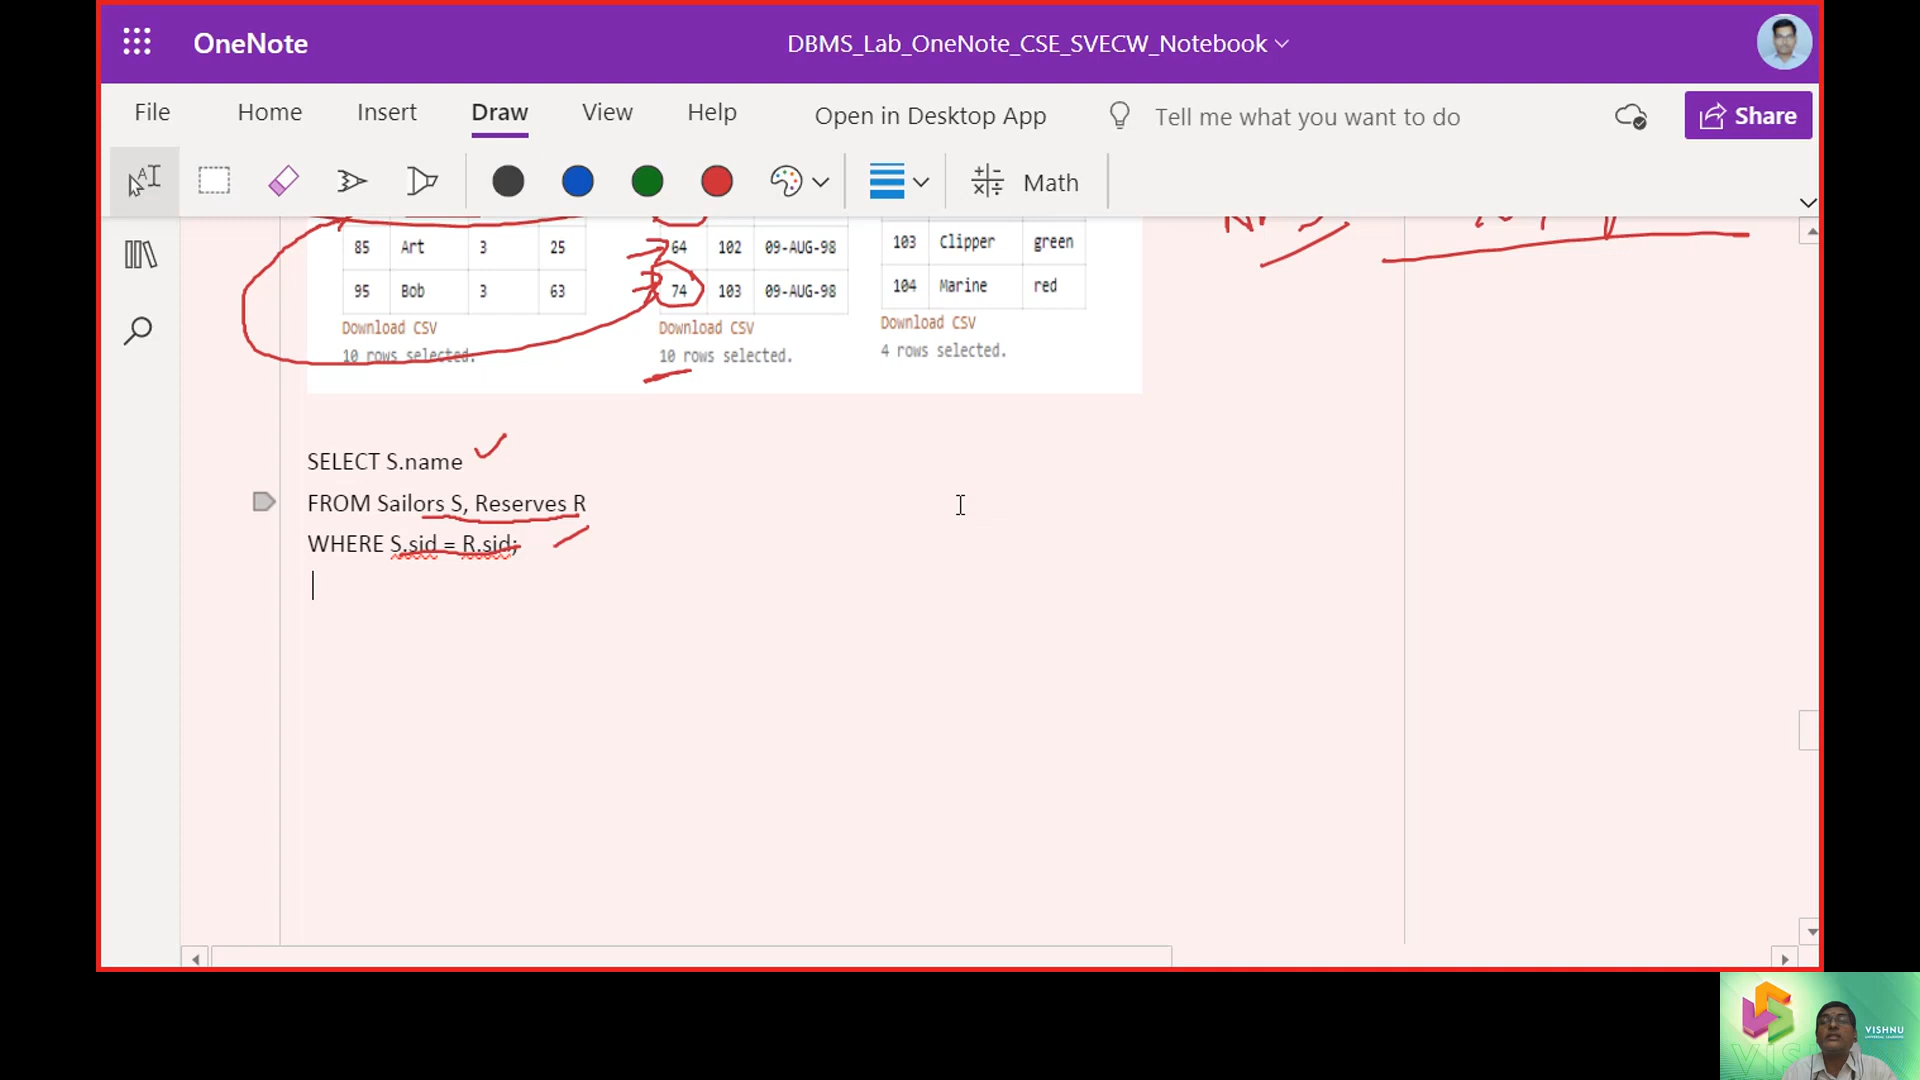 OneNote
DBMS_Lab_OneNote_CSE_SVECW_Notebook
File Home Insert Draw View Help Open in Desktop App Tell me what you want to do Share
Math
85 Art 3 25
95 Bob 3 63
Download CSV
10 rows selected.
64 102 09-AUG-98
74 103 09-AUG-98
Download CSV
10 rows selected.
103 Clipper green
104 Marine red
Download CSV
4 rows selected.
SELECT S.name
FROM Sailors S, Reserves R
WHERE S.sid = R.sid;
VISHNU
UNIVERSAL LEARNING